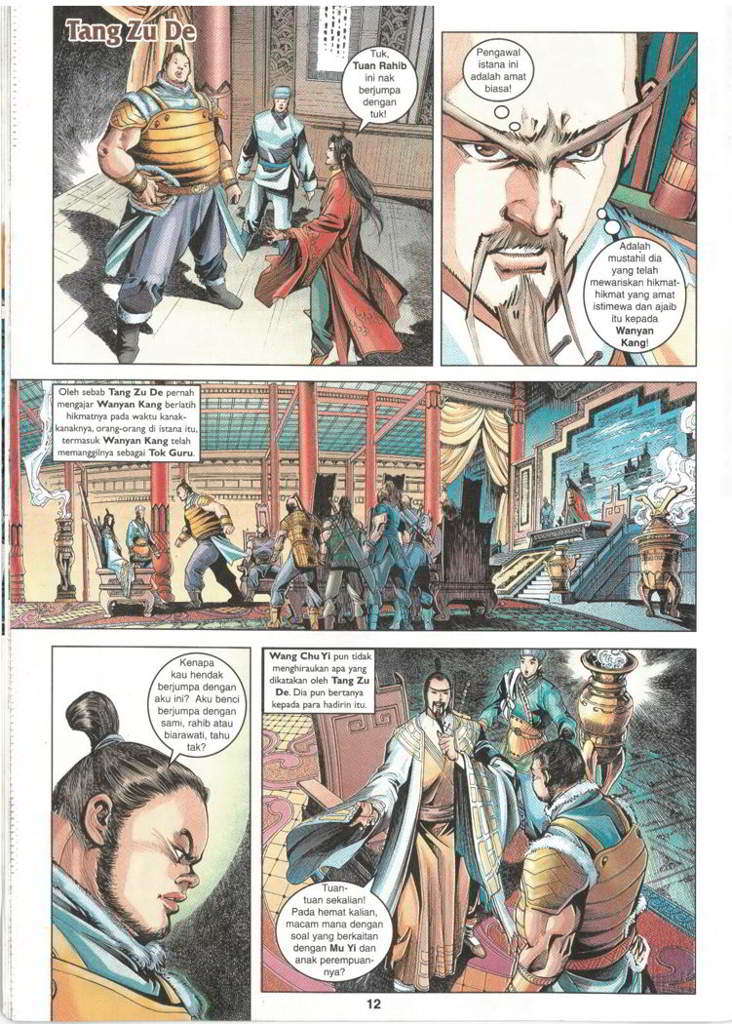 Tang Zu De
Tuk,
Tuan Rahib
ini nak
berjumpa
dengan
tuk!
Pengawal
istana ini
adalah amat
biasa!
Adalah
mustahil dia
yang telah
mewariskan hikmat-
hikmat yang amat
istimewa dan ajaib
itu kepada
Wanyan
Kang!
Oleh sebab Tang Zu De pernah
mengajar Wanyan Kang berlatih
hikmatnya pada waktu kanak-
kanaknya, orang-orang di istana itu,
termasuk Wanyan Kang telah
memanggilnya sebagai Tok Guru.
Kenapa
kau hendak
berjumpa dengan
aku ini? Aku benci
berjumpa dengan
sami, rahib atau
biarawati, tahu
tak?
Wang Chu Yi pun tidak
menghiraukan apa yang
dikatakan oleh Tang Zu
De. Dia pun bertanya
kepada para hadirin itu.
Tuan-
tuan sekalian!
Pada hemat kalian,
macam mana dengan
soal yang berkaitan
dengan Mu Yi dan
anak perempuan-
nya?
12